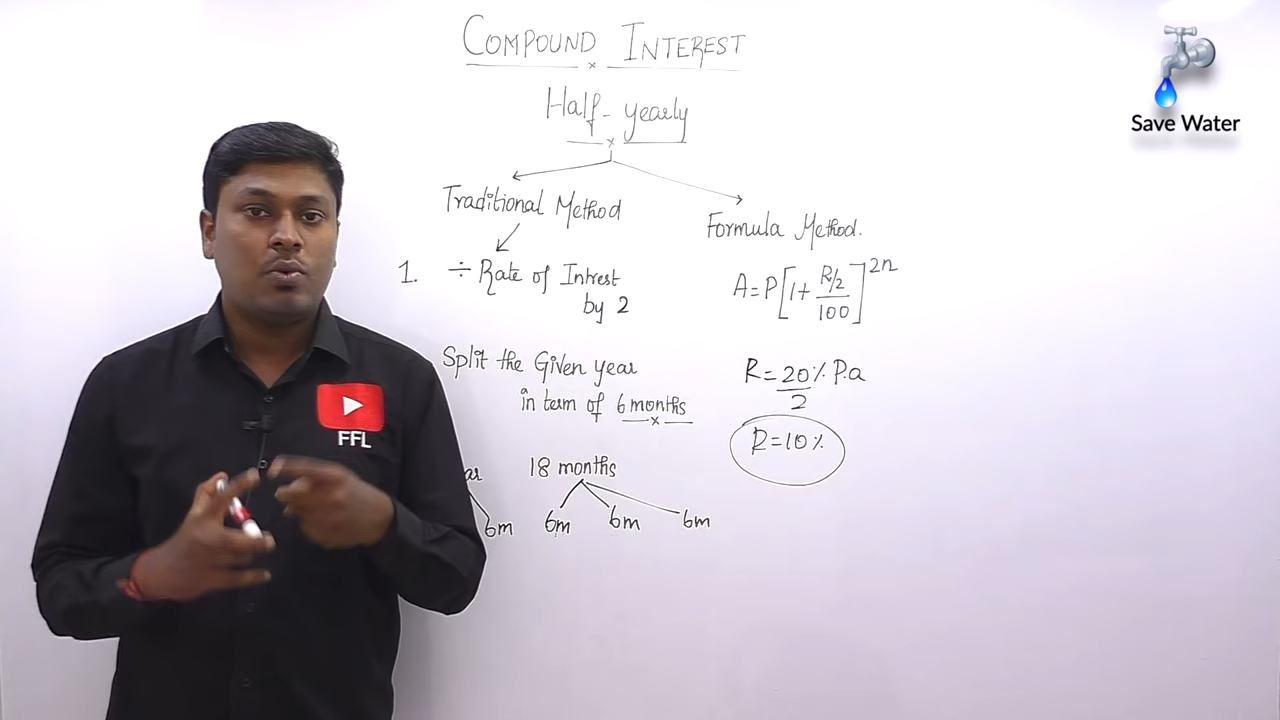 COMPOUND INTEREST
Half-yearly
Traditional Method
Formula Method.
1. ÷ Rate of Intrest
by 2
A=P[1+ R/2 / 100]^2n
Split the Given year
in term of 6 months
R=20% P.a
2
R=10%
18 months
6m 6m 6m 6m
Save Water
FFL